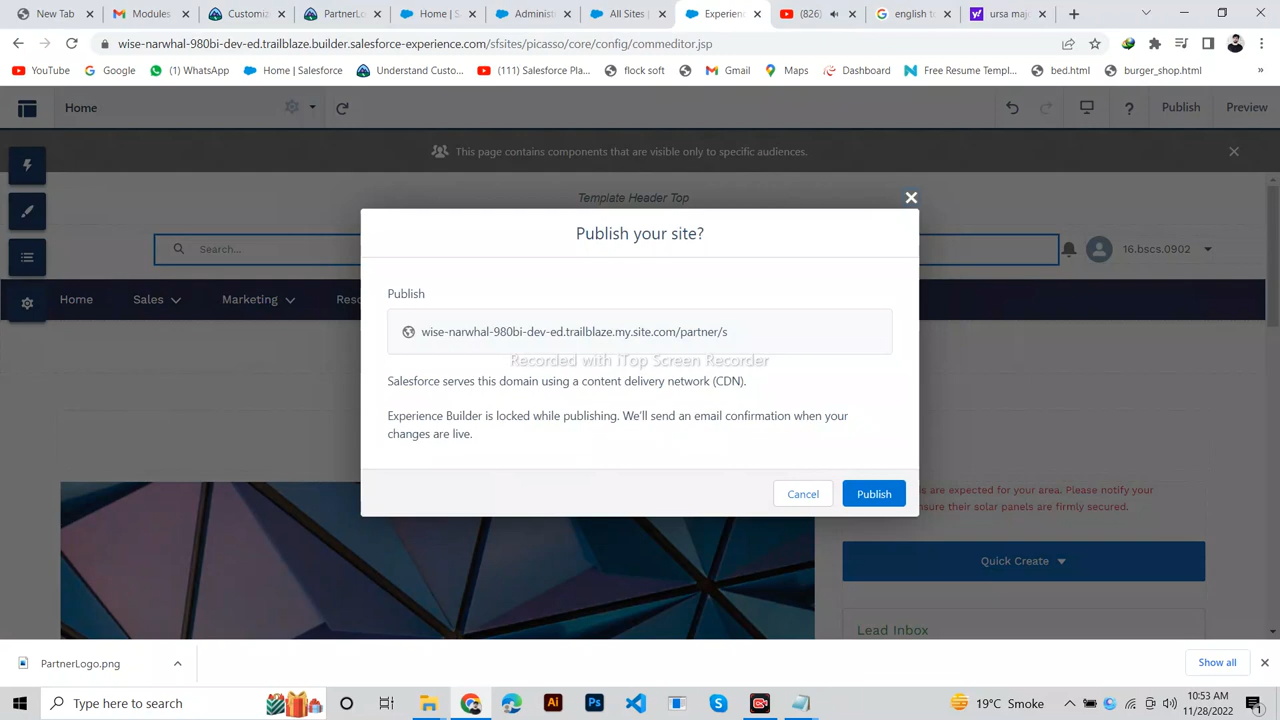 New Tab
Modules
Customiz
PartnerLo
Home | S
Administr
All Sites |
Experien
(826)
english to
ursa majo
wise-narwhal-980bi-dev-ed.trailblaze.builder.salesforce-experience.com/sfsites/picasso/core/config/commeditor.jsp
YouTube
Google
(1) WhatsApp
Home | Salesforce
Understand Custo...
(111) Salesforce Pla...
flock soft
Gmail
Maps
Dashboard
Free Resume Templ...
bed.html
burger_shop.html
»
Home
?
Publish
Preview
This page contains components that are visible only to specific audiences.
Template Header Top
Publish your site?
Search...
16.bscs.0902
Home
Sales
Marketing
Reso
Publish
wise-narwhal-980bi-dev-ed.trailblaze.my.site.com/partner/s
Recorded with iTop Screen Recorder
Salesforce serves this domain using a content delivery network (CDN).
Experience Builder is locked while publishing. We'll send an email confirmation when your
changes are live.
Cancel
Publish
s are expected for your area. Please notify your
nsure their solar panels are firmly secured.
Quick Create
Lead Inbox
PartnerLogo.png
Show all
Type here to search
Ai
Ps
19°C Smoke
10:53 AM
11/28/2022
1